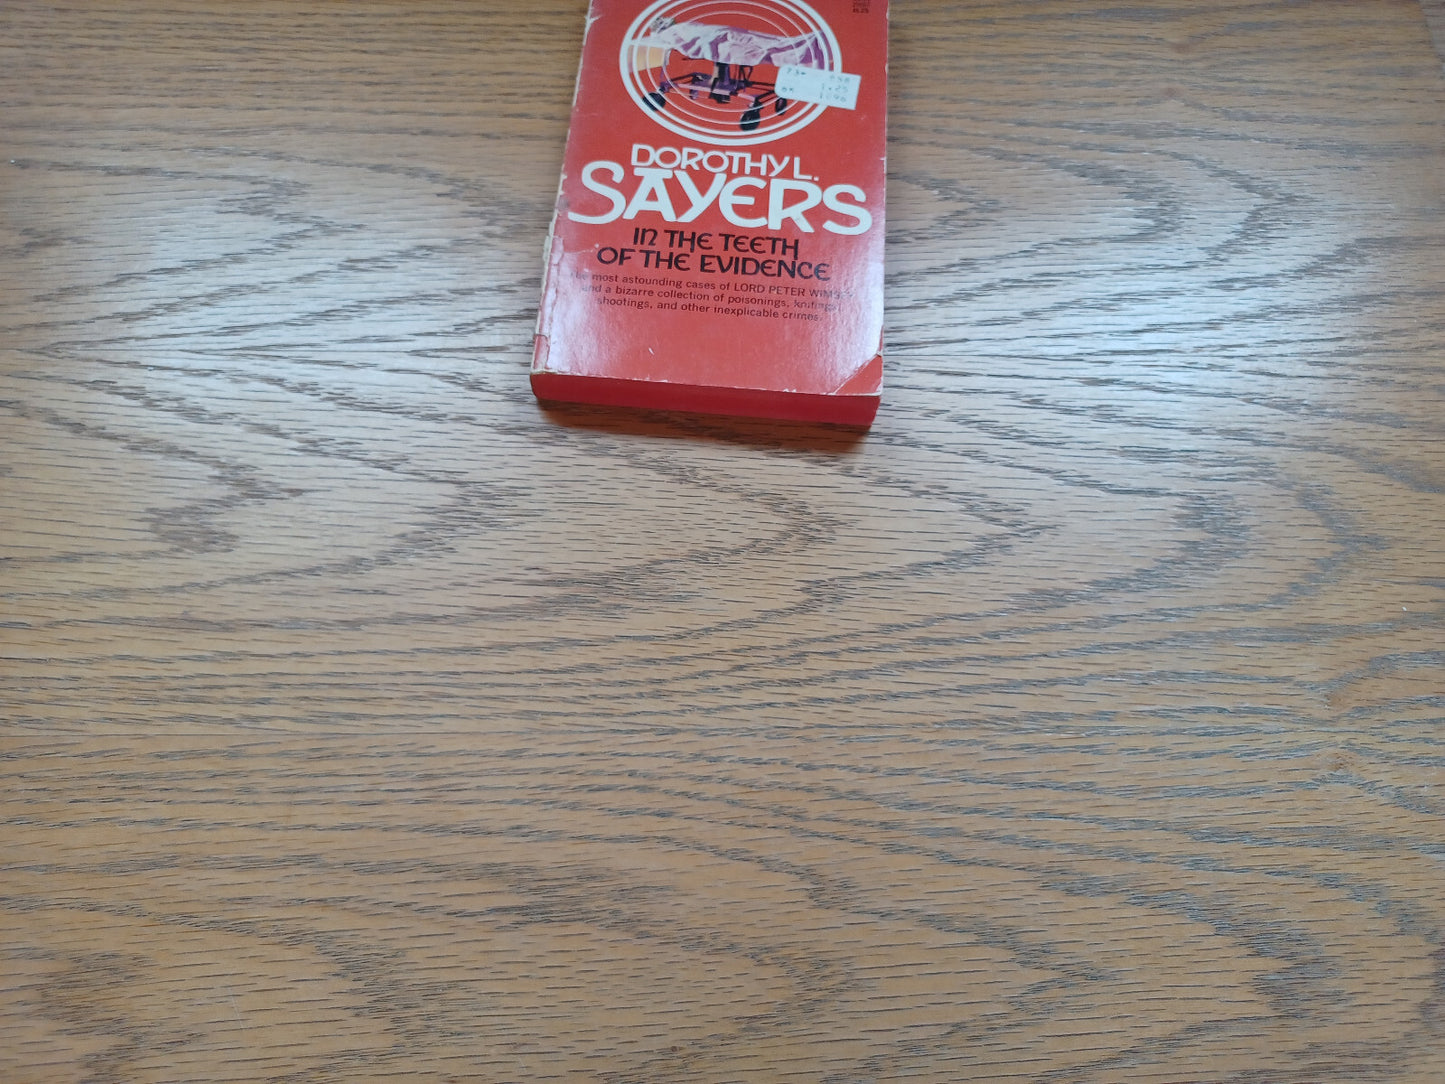 DOROTHY L.
SAYERS
IN THE TEETH
OF THE EVIDENCE
most astounding cases of LORD PETER
and a bizarre collection of poisonings,
shootings, and other inexplicable crimes.